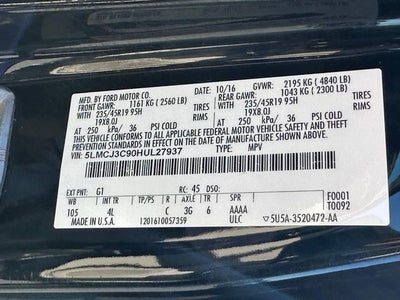 MFD. BY FORD MOTOR CO.
10/16 GVWR: 2195 KG ( 4840 LB)
FRONT GAWR: 1161 KG ( 2560 LB) REAR GAWR: 1043 KG ( 2300 LB)
235/45R19 95H TIRES 235/45R19 95H TIRES
19X8.0J RIMS 19X8.0J RIMS
AT 250 kPa/ 36 PSI COLD AT 250 kPa/ 36 PSI COLD
THIS VEHICLE CONFORMS TO ALL APPLICABLE FEDERAL MOTOR VEHICLE SAFETY, BUMPER, AND THEFT PREVENTION STANDARDS IN EFFECT ON THE DATE OF MANUFACTURE SHOWN ABOVE.
VIN: 5LMCJ3C90HUL27937
TYPE: MPV
EXT PNT: G1 RC: 45 DSO: F0001
WB INT TR TP/PS R AXLE TR SPR T0092
105 4L C 3G 6 AAAA
MADE IN U.S.A. 1201610057359 ULC 5U5A-3520472-AA